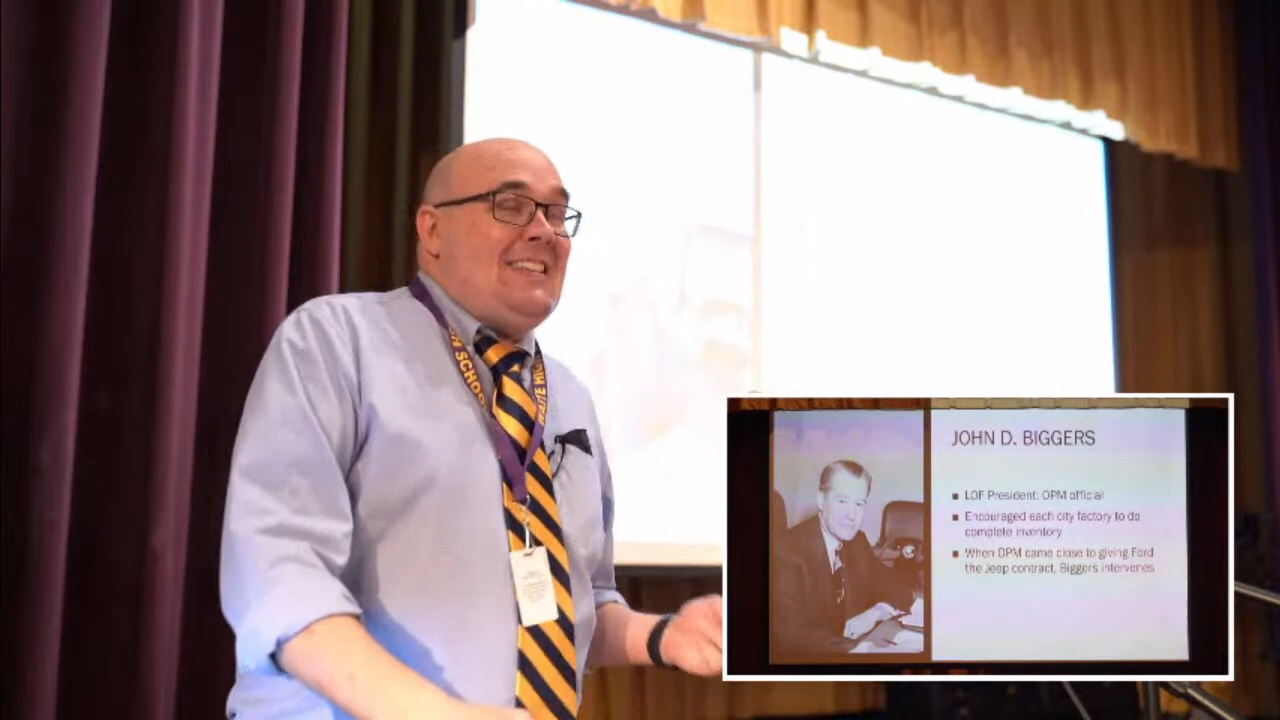 H SCHOO
JOHN D. BIGGERS
■ LOF President: OPM official
■ Encouraged each city factory to do
complete inventory
■ When OPM came close to giving Ford
the Jeep contract, Biggers intervenes